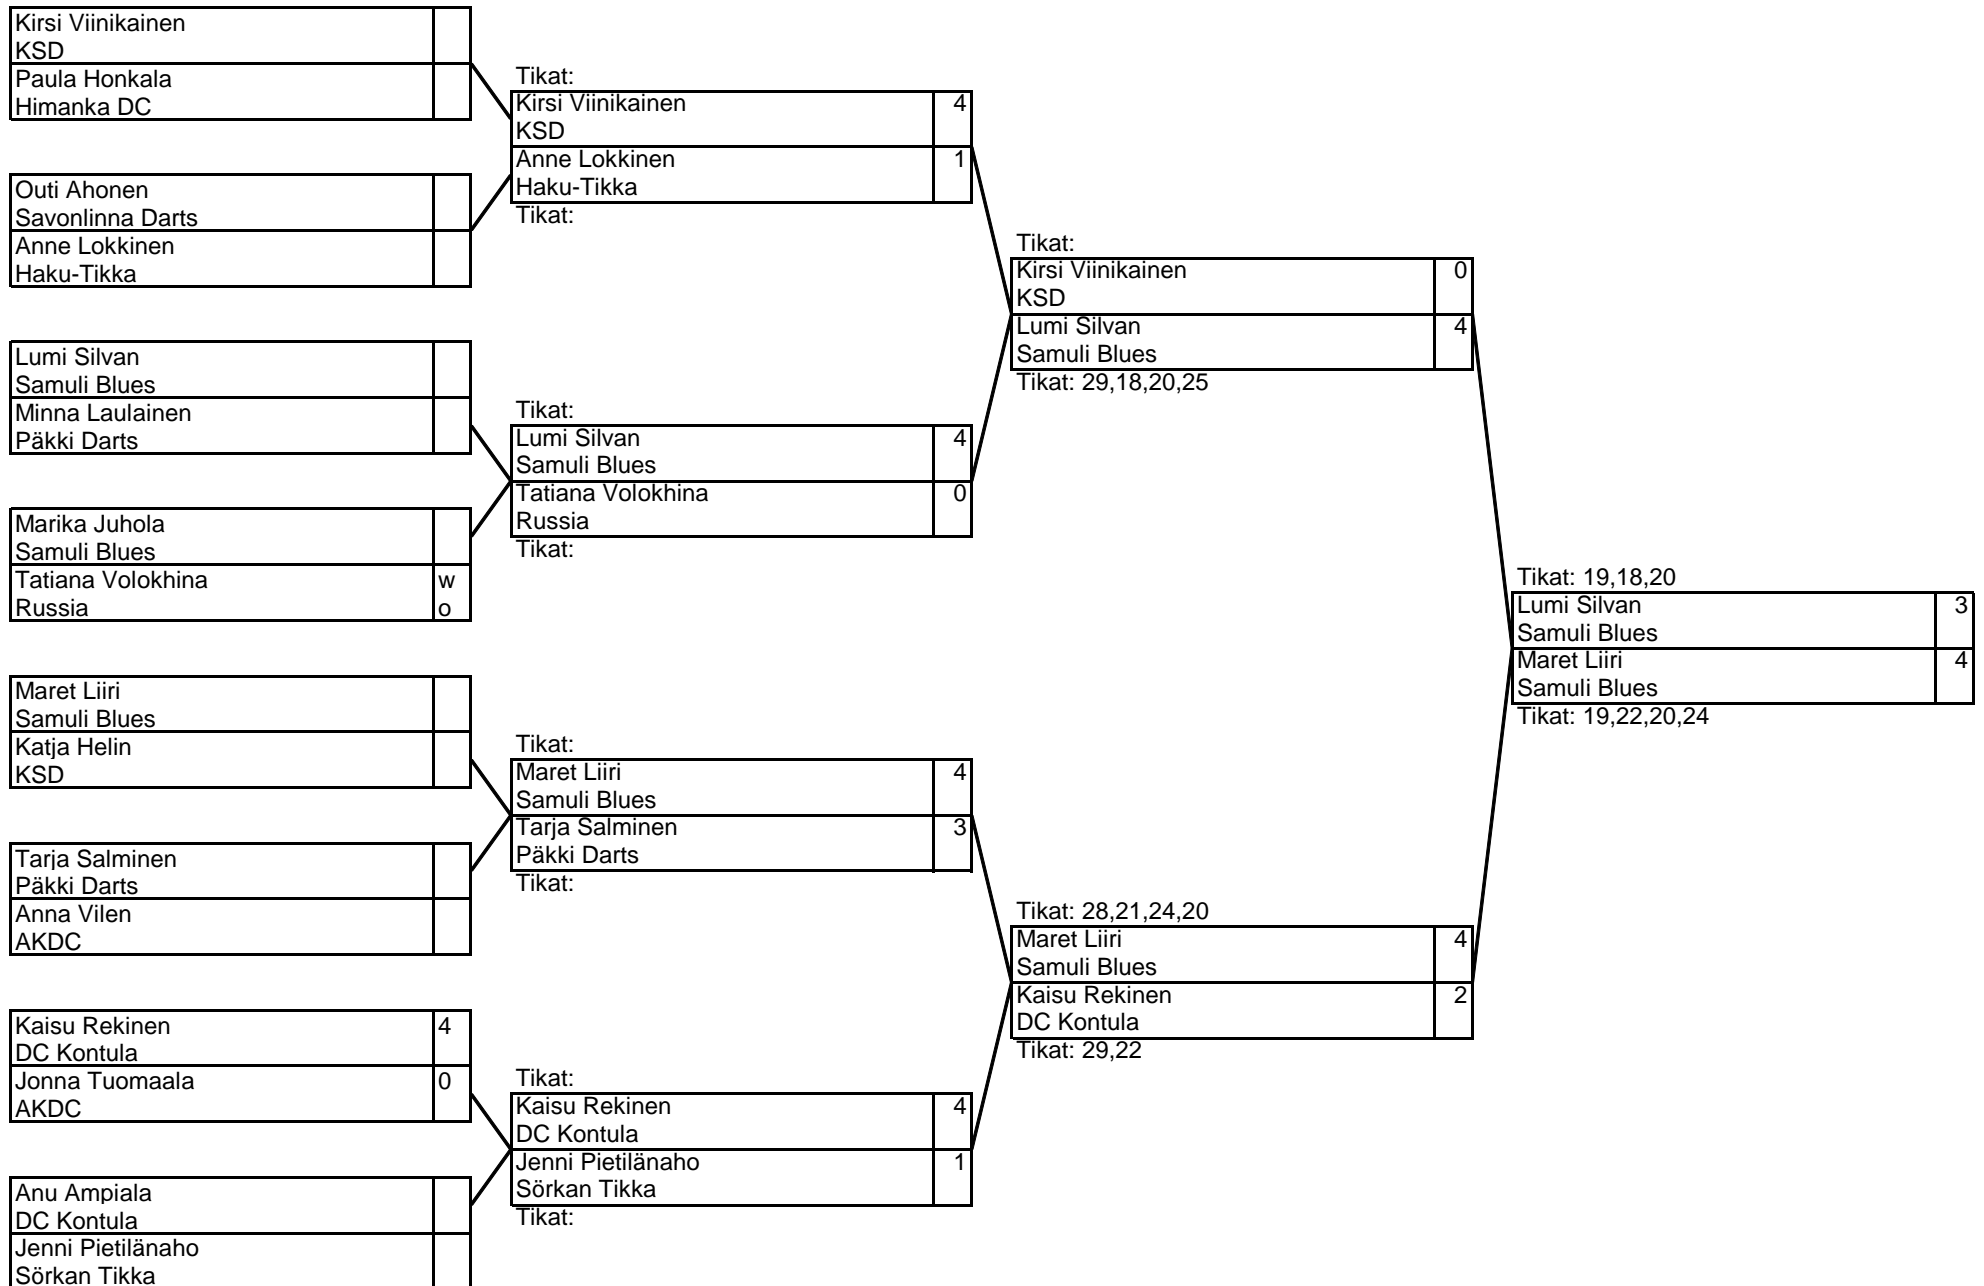 Kirsi Viinikainen
KSD
Paula Honkala
Himanka DC
Outi Ahonen
Savonlinna Darts
Anne Lokkinen
Haku-Tikka
Lumi Silvan
Samuli Blues
Minna Laulainen
Päkki Darts
Marika Juhola
Samuli Blues
Tatiana Volokhina w
Russia o
Maret Liiri
Samuli Blues
Katja Helin
KSD
Tarja Salminen
Päkki Darts
Anna Vilen
AKDC
Kaisu Rekinen 4
DC Kontula
Jonna Tuomaala 0
AKDC
Anu Ampiala
DC Kontula
Jenni Pietilänaho
Sörkan Tikka
Tikat:
Kirsi Viinikainen 4
KSD
Anne Lokkinen 1
Haku-Tikka
Tikat:
Tikat:
Lumi Silvan 4
Samuli Blues
Tatiana Volokhina 0
Russia
Tikat:
Tikat:
Maret Liiri 4
Samuli Blues
Tarja Salminen 3
Päkki Darts
Tikat:
Tikat:
Kaisu Rekinen 4
DC Kontula
Jenni Pietilänaho 1
Sörkan Tikka
Tikat:
Tikat:
Kirsi Viinikainen 0
KSD
Lumi Silvan 4
Samuli Blues
Tikat: 29,18,20,25
Tikat: 28,21,24,20
Maret Liiri 4
Samuli Blues
Kaisu Rekinen 2
DC Kontula
Tikat: 29,22
Tikat: 19,18,20
Lumi Silvan 3
Samuli Blues
Maret Liiri 4
Samuli Blues
Tikat: 19,22,20,24